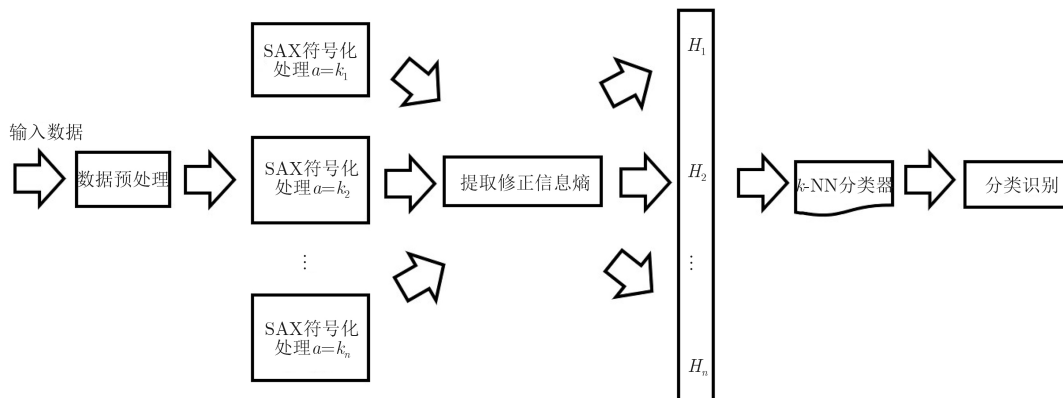 输入数据
数据预处理
SAX符号化
处理a=k₁
SAX符号化
处理a=k₂
⋮
SAX符号化
处理a=kₙ
提取修正信息熵
H₁
H₂
⋮
Hₙ
k-NN分类器
分类识别